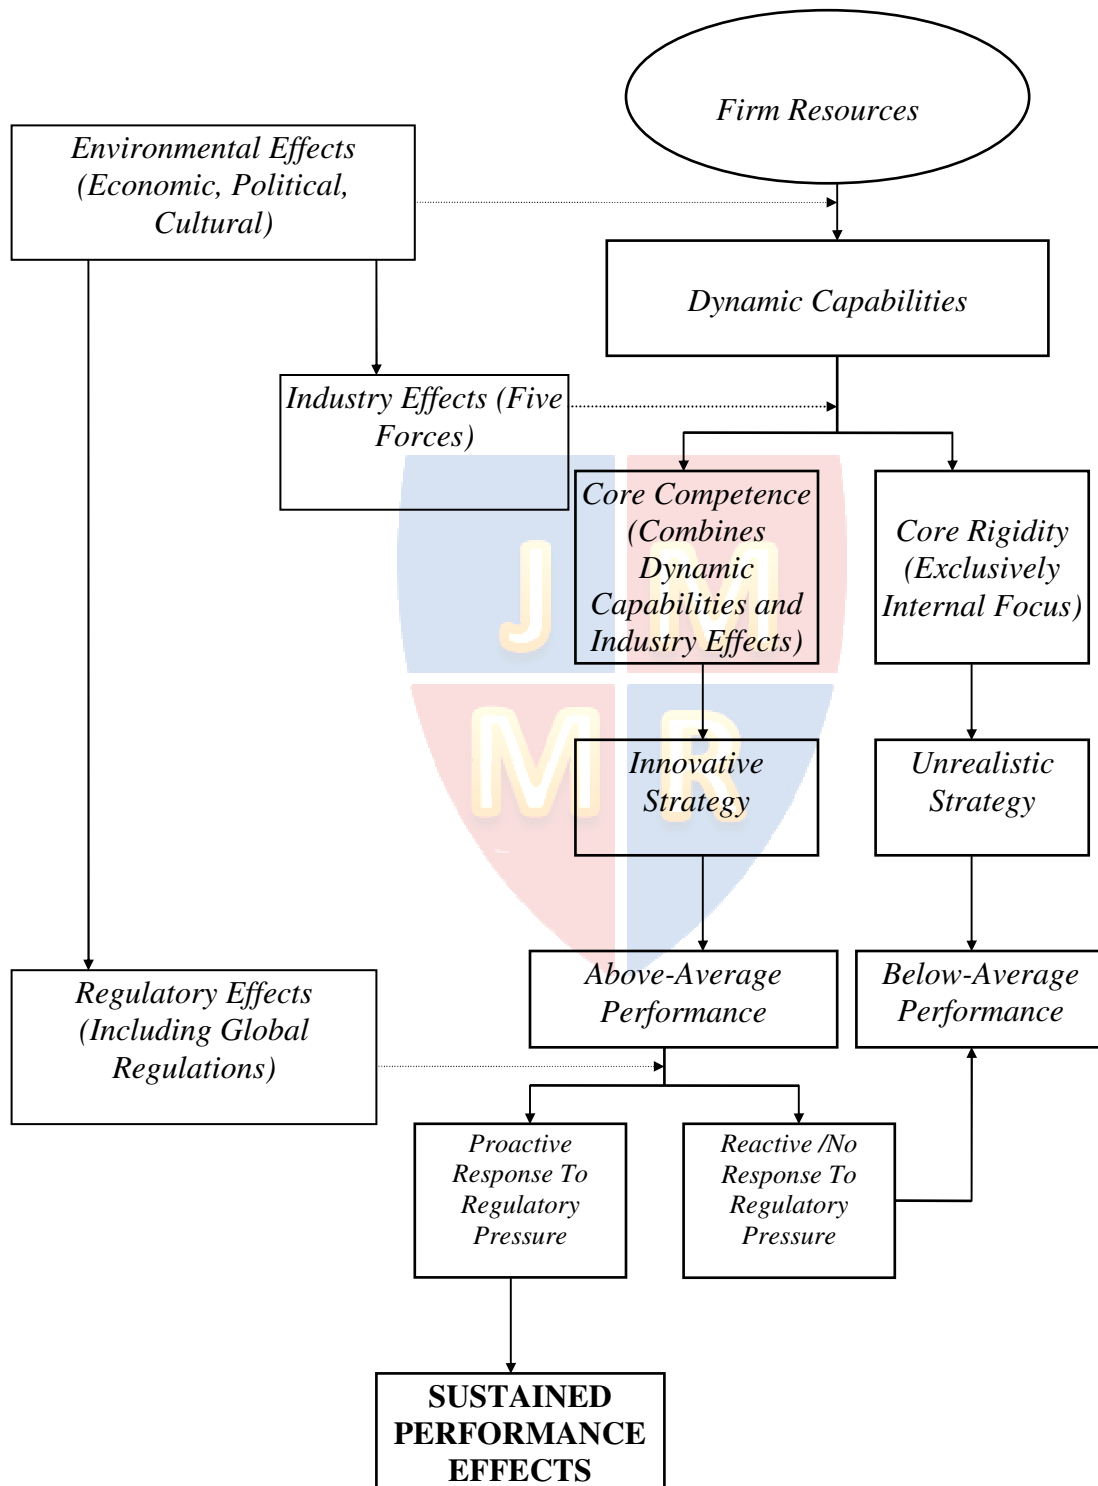 Firm Resources
Environmental Effects
(Economic, Political,
Cultural)
Dynamic Capabilities
Industry Effects (Five
Forces)
Core Competence
(Combines
Dynamic
Capabilities and
Industry Effects)
Core Rigidity
(Exclusively
Internal Focus)
J M
M R
Innovative
Strategy
Unrealistic
Strategy
Above-Average
Performance
Below-Average
Performance
Regulatory Effects
(Including Global
Regulations)
Proactive
Response To
Regulatory
Pressure
Reactive /No
Response To
Regulatory
Pressure
SUSTAINED
PERFORMANCE
EFFECTS